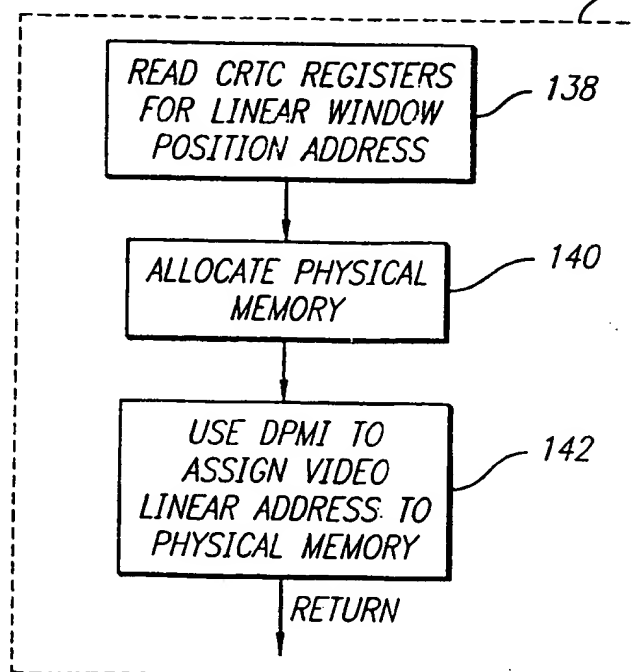 READ CRTC REGISTERS
FOR LINEAR WINDOW
POSITION ADDRESS
138
ALLOCATE PHYSICAL
MEMORY
140
USE DPMI TO
ASSIGN VIDEO
LINEAR ADDRESS TO
PHYSICAL MEMORY
142
RETURN